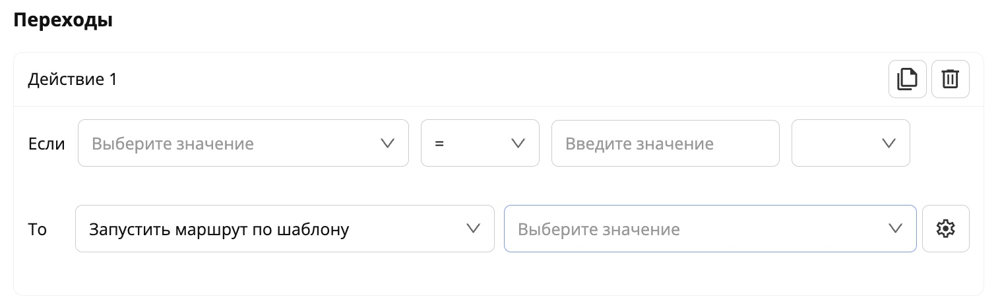 Переходы
Действие 1
Если Выберите значение = Введите значение
То Запустить маршрут по шаблону Выберите значение